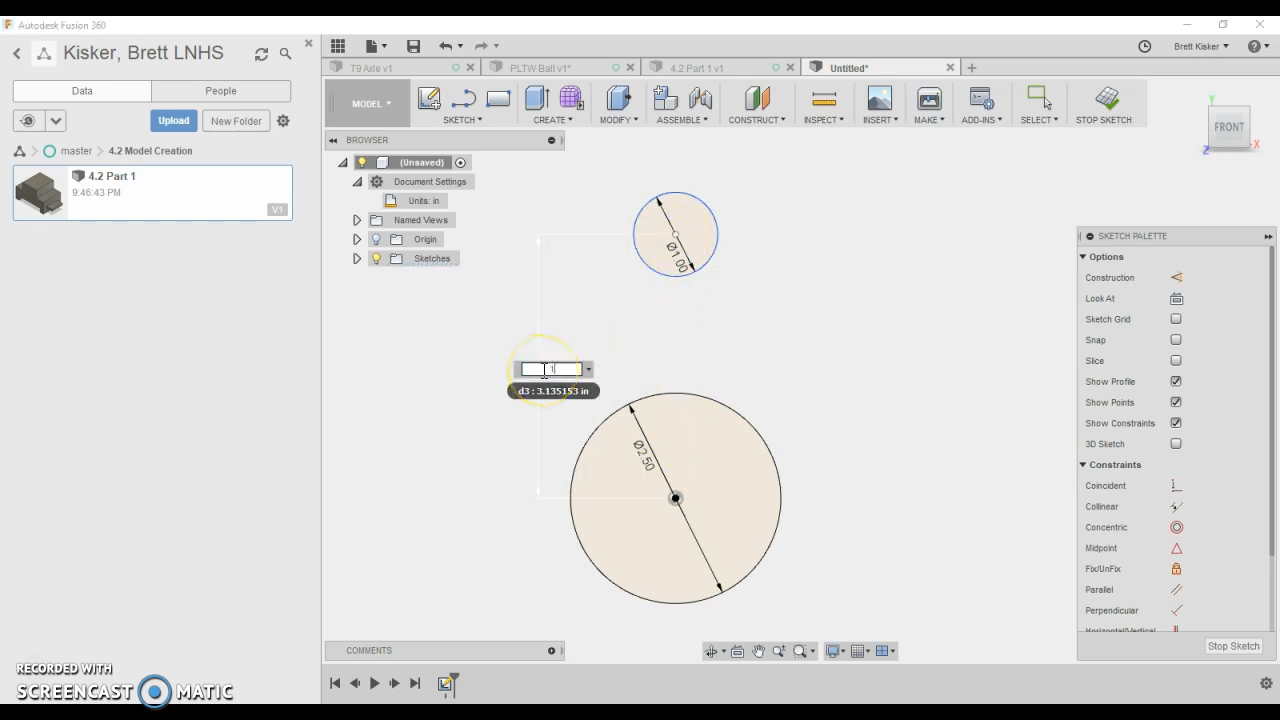 Autodesk Fusion 360
Kisker, Brett LNHS
Brett Kisker
T9 Axle v1
PLTW Ball v1*
4.2 Part 1 v1
Untitled*
Data
People
Upload
New Folder
master
4.2 Model Creation
4.2 Part 1
9:46:43 PM
V1
MODEL
SKETCH
CREATE
MODIFY
ASSEMBLE
CONSTRUCT
INSPECT
INSERT
MAKE
ADD-INS
SELECT
STOP SKETCH
Y
FRONT
X
Z
BROWSER
(Unsaved)
Document Settings
Units: in
Named Views
Origin
Sketches
Ø1.00
1
d3 : 3.135153 in
Ø2.50
SKETCH PALETTE
Options
Construction
Look At
Sketch Grid
Snap
Slice
Show Profile
Show Points
Show Constraints
3D Sketch
Constraints
Coincident
Collinear
Concentric
Midpoint
Fix/UnFix
Parallel
Perpendicular
Horizontal/Vertical
Stop Sketch
COMMENTS
RECORDED WITH
SCREENCAST MATIC